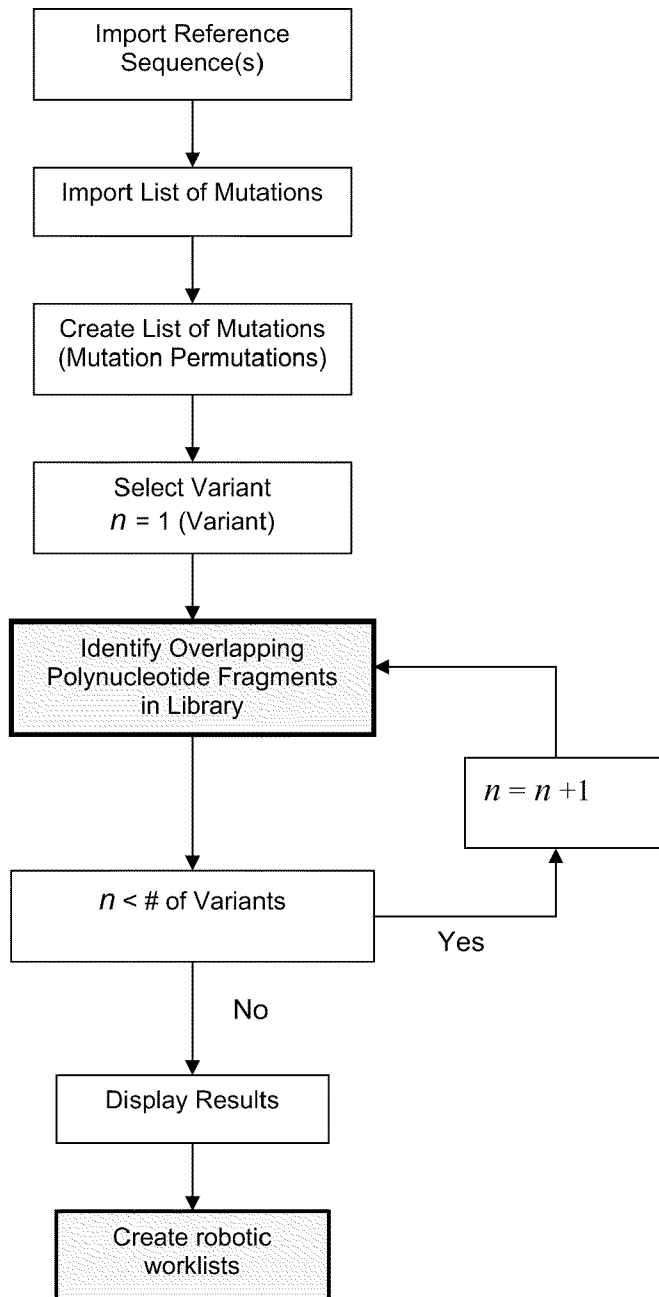 Import Reference
Sequence(s)
Import List of Mutations
Create List of Mutations
(Mutation Permutations)
Select Variant
n = 1 (Variant)
Identify Overlapping
Polynucleotide Fragments
in Library
n = n +1
n < # of Variants
Yes
No
Display Results
Create robotic
worklists